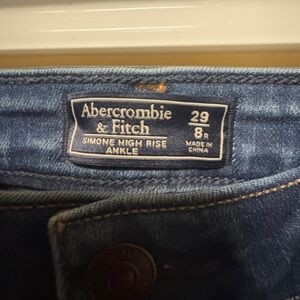 Abercrombie
& Fitch
SIMONE HIGH RISE
ANKLE
29
8R
MADE IN
CHINA